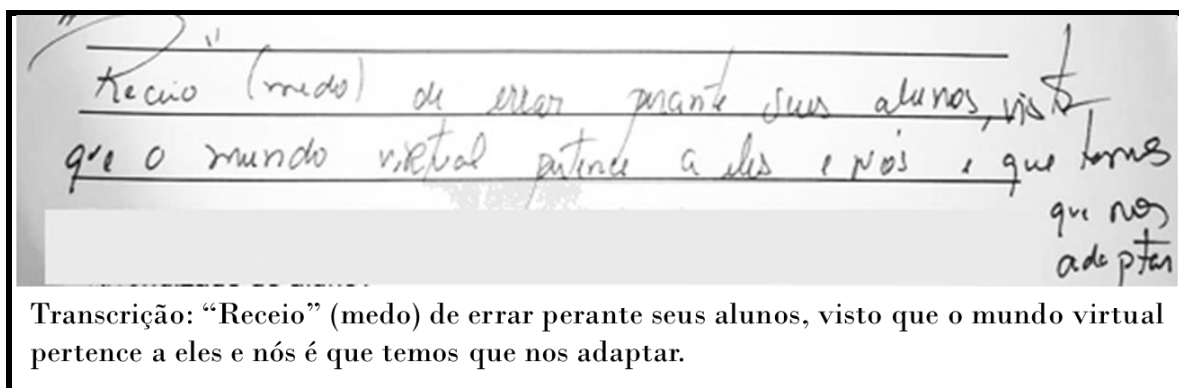 "Receio" (medo) de errar perante seus alunos, visto
que o mundo virtual pertence a eles e nós é que temos
que nos
adaptar
Transcrição: “Receio” (medo) de errar perante seus alunos, visto que o mundo virtual
pertence a eles e nós é que temos que nos adaptar.